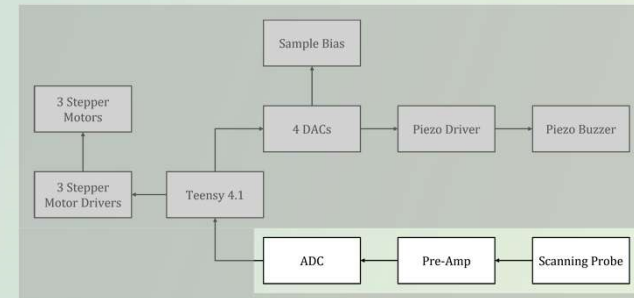 Sample Bias
3 Stepper
Motors
4 DACs
Piezo Driver
Piezo Buzzer
3 Stepper
Motor Drivers
Teensy 4.1
ADC
Pre-Amp
Scanning Probe